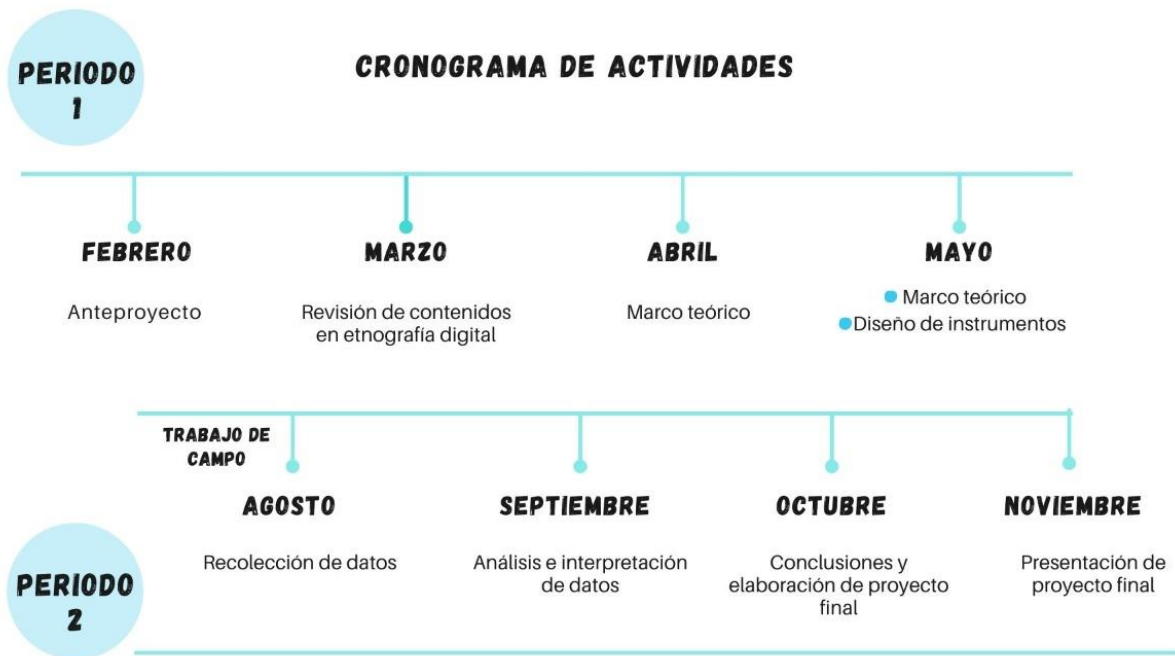 PERIODO
1
CRONOGRAMA DE ACTIVIDADES
FEBRERO
Anteproyecto
MARZO
Revisión de contenidos
en etnografía digital
ABRIL
Marco teórico
MAYO
Marco teórico
Diseño de instrumentos
TRABAJO DE
CAMPO
AGOSTO
Recolección de datos
SEPTIEMBRE
Análisis e interpretación
de datos
OCTUBRE
Conclusiones y
elaboración de proyecto
final
NOVIEMBRE
Presentación de
proyecto final
PERIODO
2